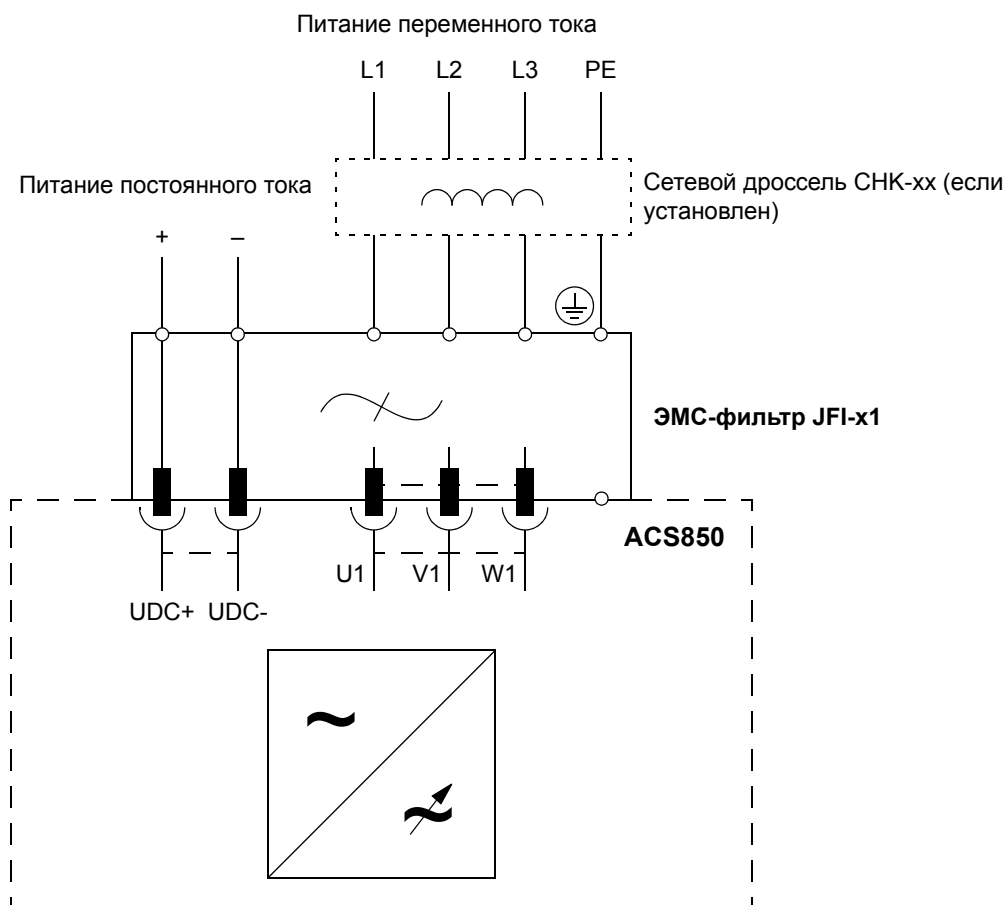 Питание переменного тока
L1 L2 L3 PE
Питание постоянного тока
Сетевой дроссель CHK-xx (если
установлен)
+ –
ЭМС-фильтр JFI-x1
ACS850
U1 V1 W1
UDC+ UDC-